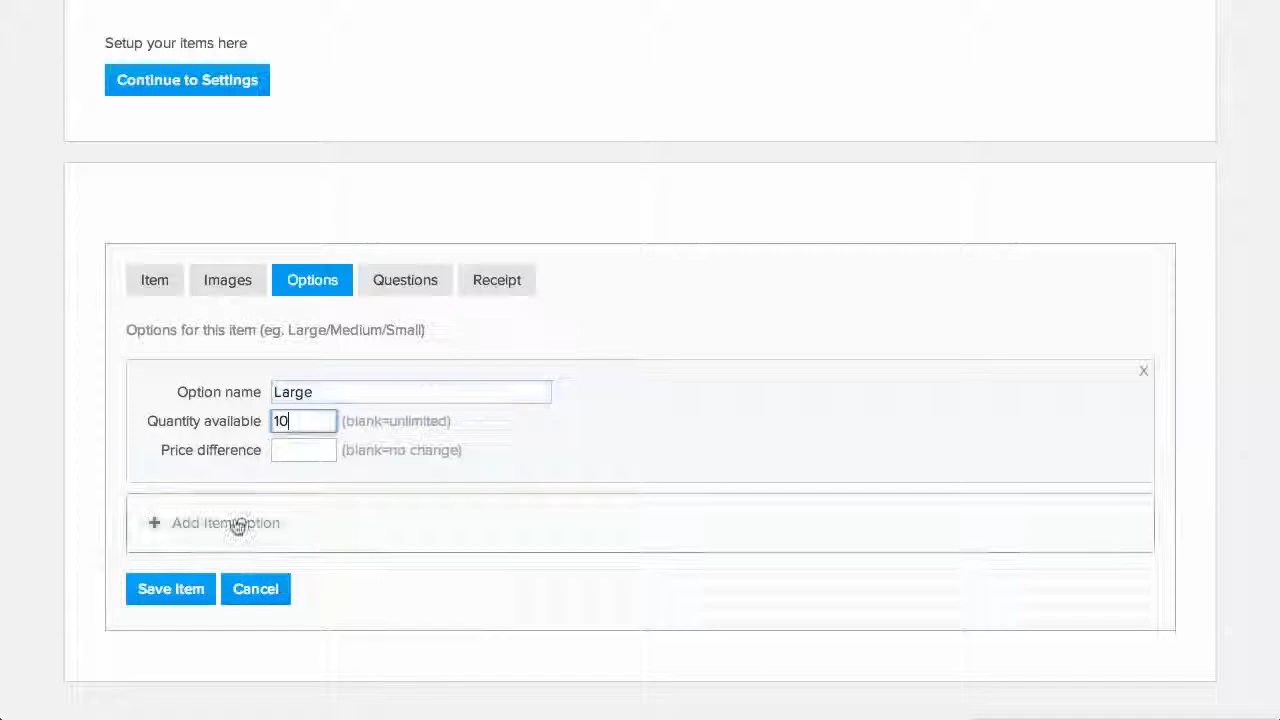 Setup your items here
Continue to Settings
Item Images Options Questions Receipt
Options for this item (eg. Large/Medium/Small)
X
Option name Large
Quantity available 10 (blank=unlimited)
Price difference (blank=no change)
+ Add Item Option
Save Item Cancel